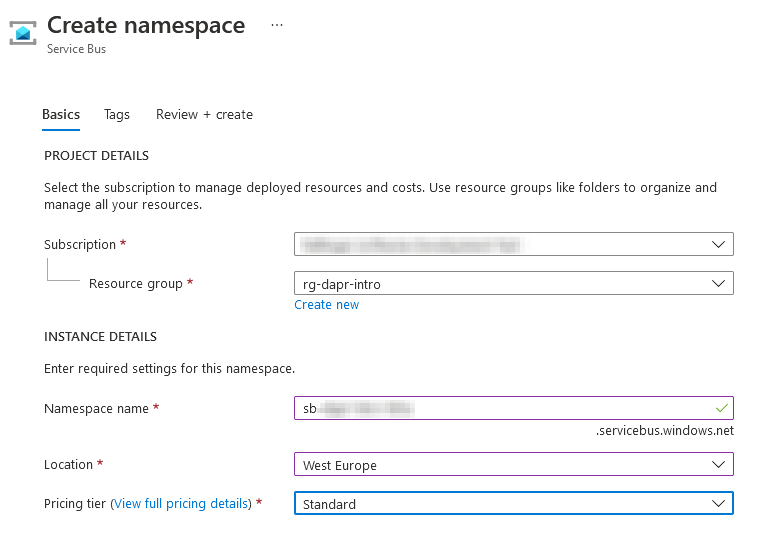 Create namespace ...
Service Bus
Basics Tags Review + create
PROJECT DETAILS
Select the subscription to manage deployed resources and costs. Use resource groups like folders to organize and
manage all your resources.
Subscription *
Resource group * rg-dapr-intro
Create new
INSTANCE DETAILS
Enter required settings for this namespace.
Namespace name * sb
.servicebus.windows.net
Location * West Europe
Pricing tier (View full pricing details) * Standard